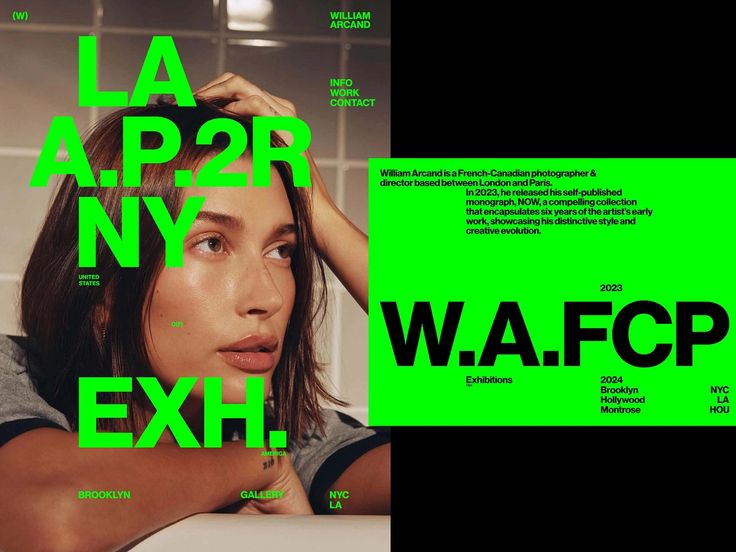 (W)
WILLIAM
ARCAND
LA
A.P.2R
NY
INFO
WORK
CONTACT
UNITED
STATES
EXH.
AMERICA
BROOKLYN
GALLERY
NYC
LA
William Arcand is a French-Canadian photographer &
director based between London and Paris.
In 2023, he released his self-published
monograph, NOW, a compelling collection
that encapsulates six years of the artist's early
work, showcasing his distinctive style and
creative evolution.
2023
W.A.FCP
Exhibitions
2024
Brooklyn NYC
Hollywood LA
Montrose HOU